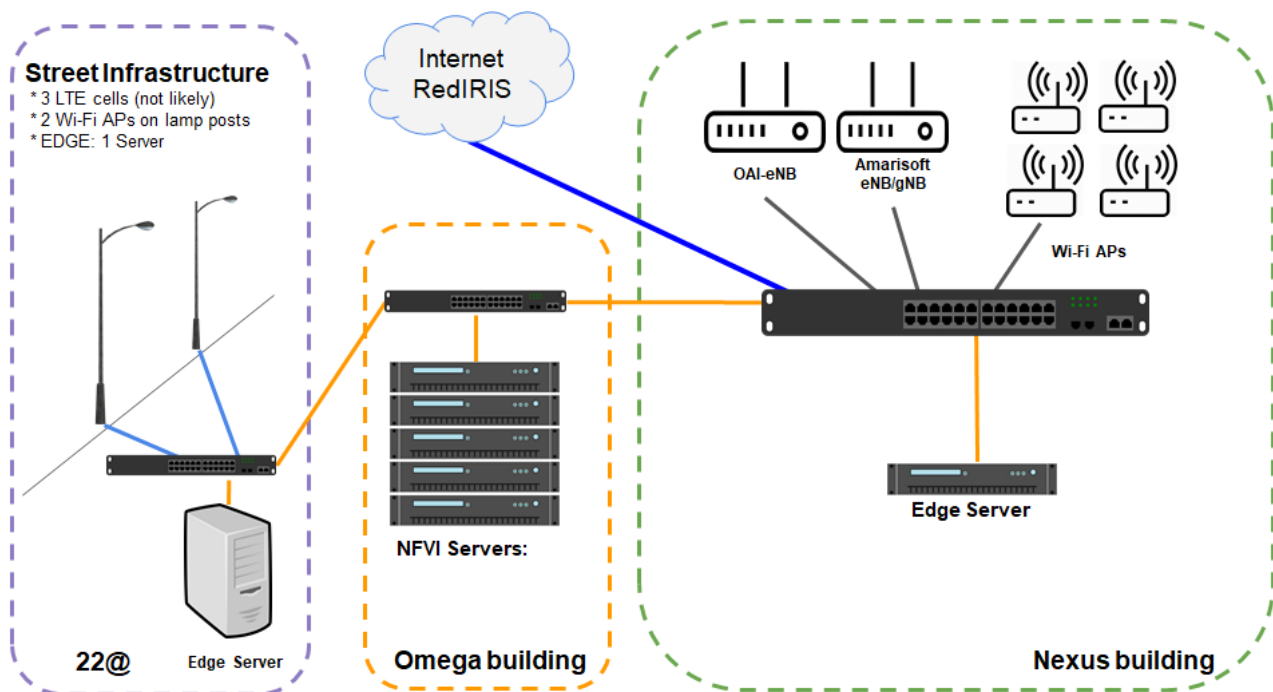 Street Infrastructure
* 3 LTE cells (not likely)
* 2 Wi-Fi APs on lamp posts
* EDGE: 1 Server
22@
Edge Server
Internet
RedIRIS
NFVI Servers:
Omega building
OAI-eNB
Amarisoft
eNB/gNB
Wi-Fi APs
Edge Server
Nexus building